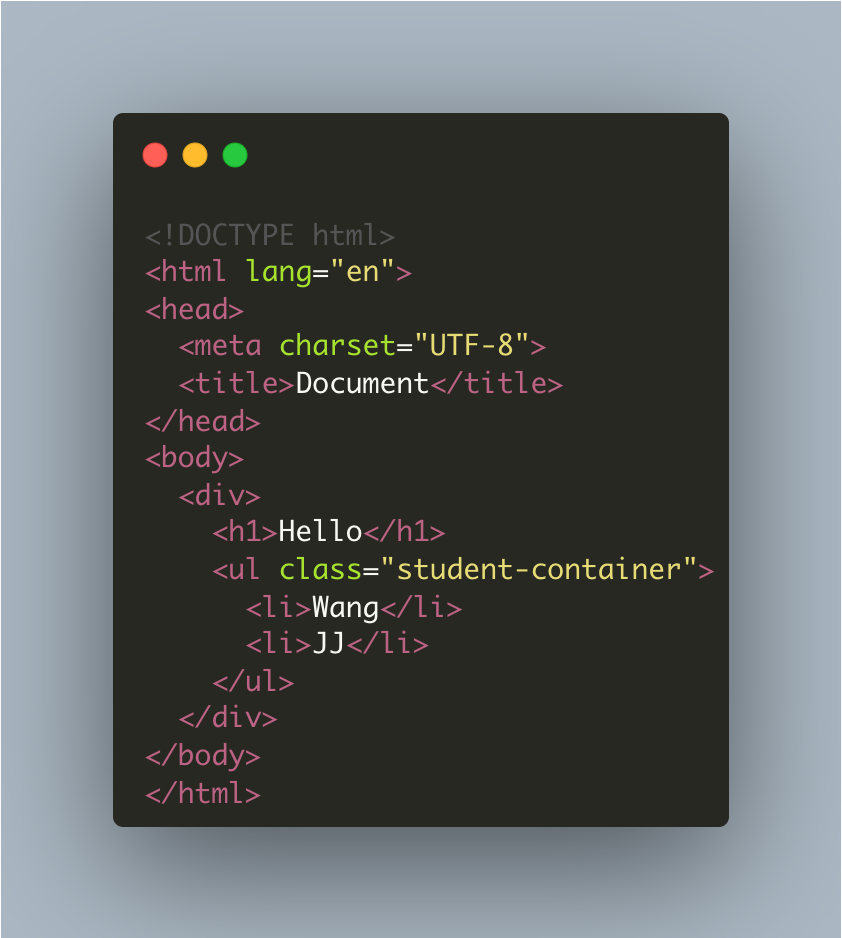 <!DOCTYPE html>
<html lang="en">
<head>
  <meta charset="UTF-8">
  <title>Document</title>
</head>
<body>
  <div>
    <h1>Hello</h1>
    <ul class="student-container">
      <li>Wang</li>
      <li>JJ</li>
    </ul>
  </div>
</body>
</html>